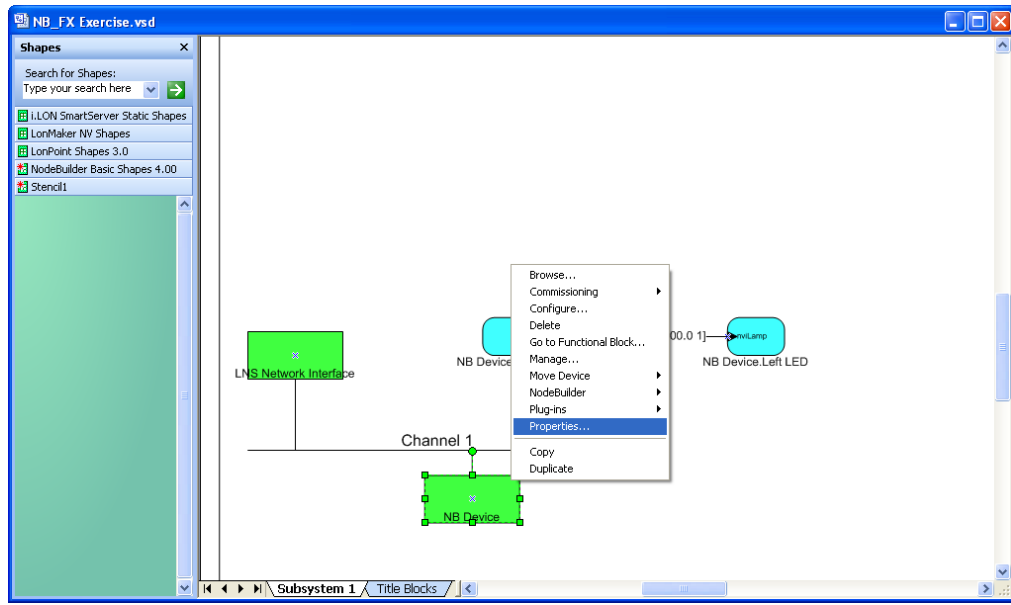 NB_FX Exercise.vsd
Shapes
Search for Shapes:
Type your search here
i.LON SmartServer Static Shapes
LonMaker NV Shapes
LonPoint Shapes 3.0
NodeBuilder Basic Shapes 4.00
Stencil1
Browse...
Commissioning
Configure...
Delete
Go to Functional Block...
Manage...
Move Device
NodeBuilder
Plug-ins
Properties...
Copy
Duplicate
00.0 1]
nviLamp
NB Device
NB Device.Left LED
LNS Network Interface
Channel 1
NB Device
Subsystem 1
Title Blocks